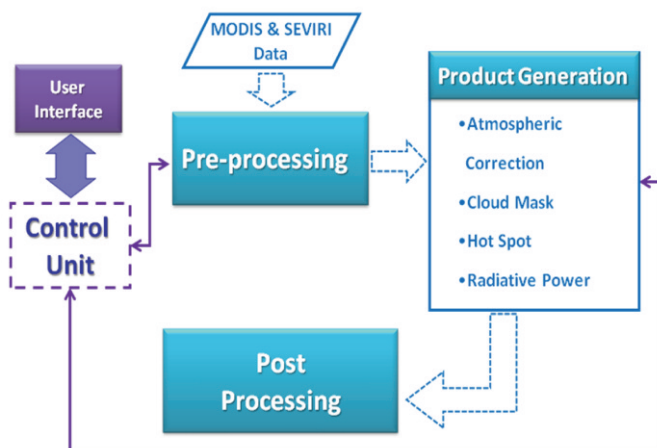 MODIS & SEVIRI
Data
User
Interface
Pre-processing
Product Generation
•Atmospheric
Correction
•Cloud Mask
•Hot Spot
•Radiative Power
Control
Unit
Post
Processing